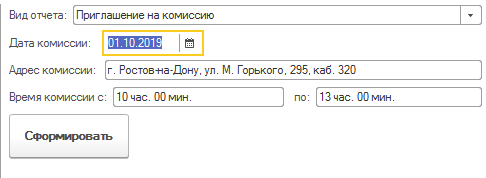 Вид отчета: Приглашение на комиссию
Дата комиссии: 01.10.2019
Адрес комиссии: г. Ростов-на-Дону, ул. М. Горького, 295, каб. 320
Время комиссии с: 10 час. 00 мин. по: 13 час. 00 мин.
Сформировать